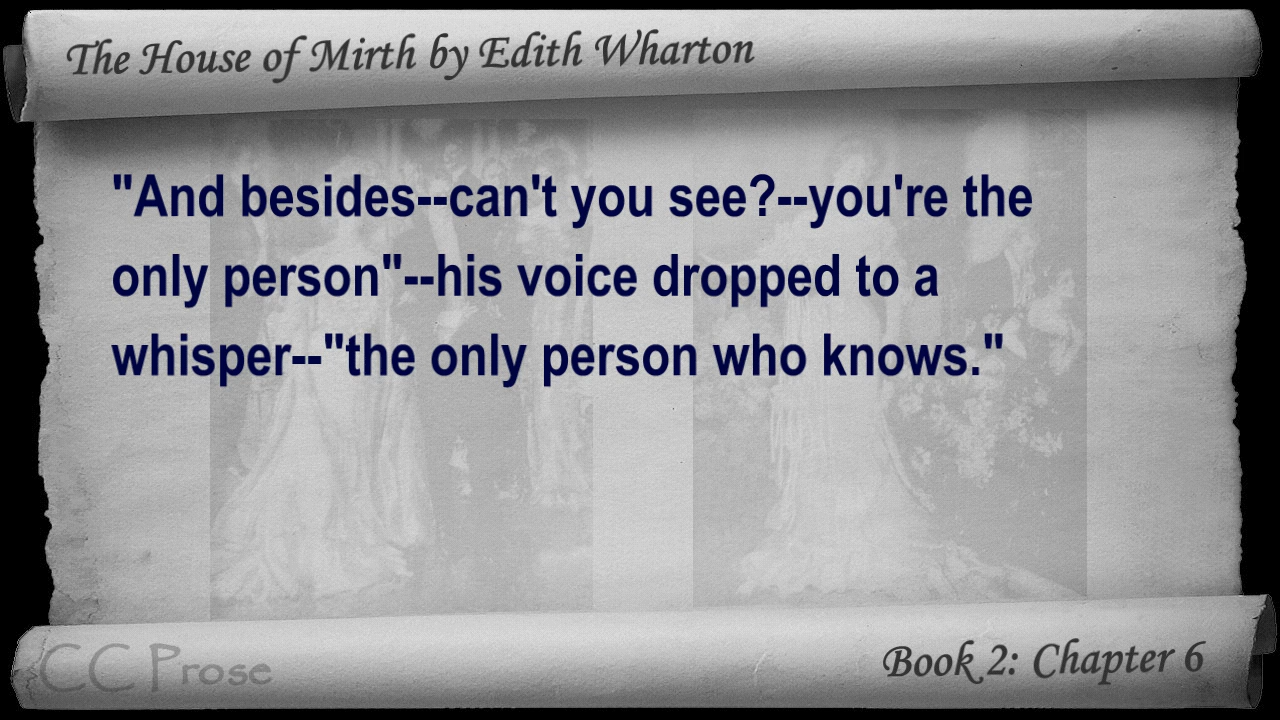 The House of Mirth by Edith Wharton
"And besides--can't you see?--you're the
only person"--his voice dropped to a
whisper--"the only person who knows."
CC Prose
Book 2: Chapter 6